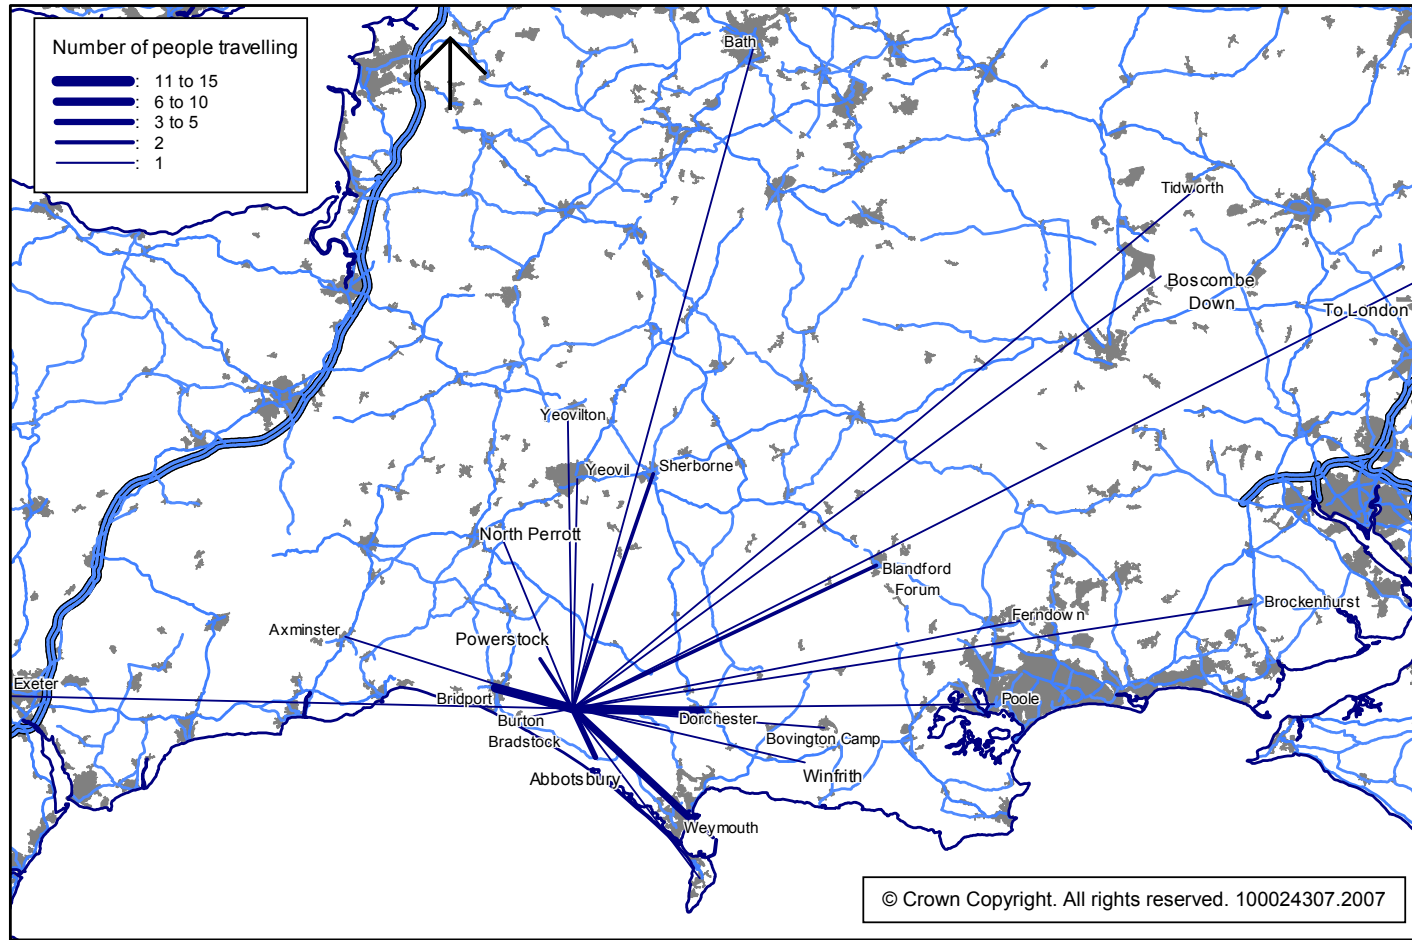 Number of people travelling
: 11 to 15
: 6 to 10
: 3 to 5
: 2
: 1
Bath
Tidworth
Boscombe
Down
To London
Yeovilton
Yeovil
Sherborne
North Perrott
Blandford
Forum
Brockenhurst
Ferndown
Axminster
Powerstock
Exeter
Bridport
Poole
Burton
Bradstock
Dorchester
Bovington Camp
Abbotsbury
Winfrith
Weymouth
© Crown Copyright. All rights reserved. 100024307.2007